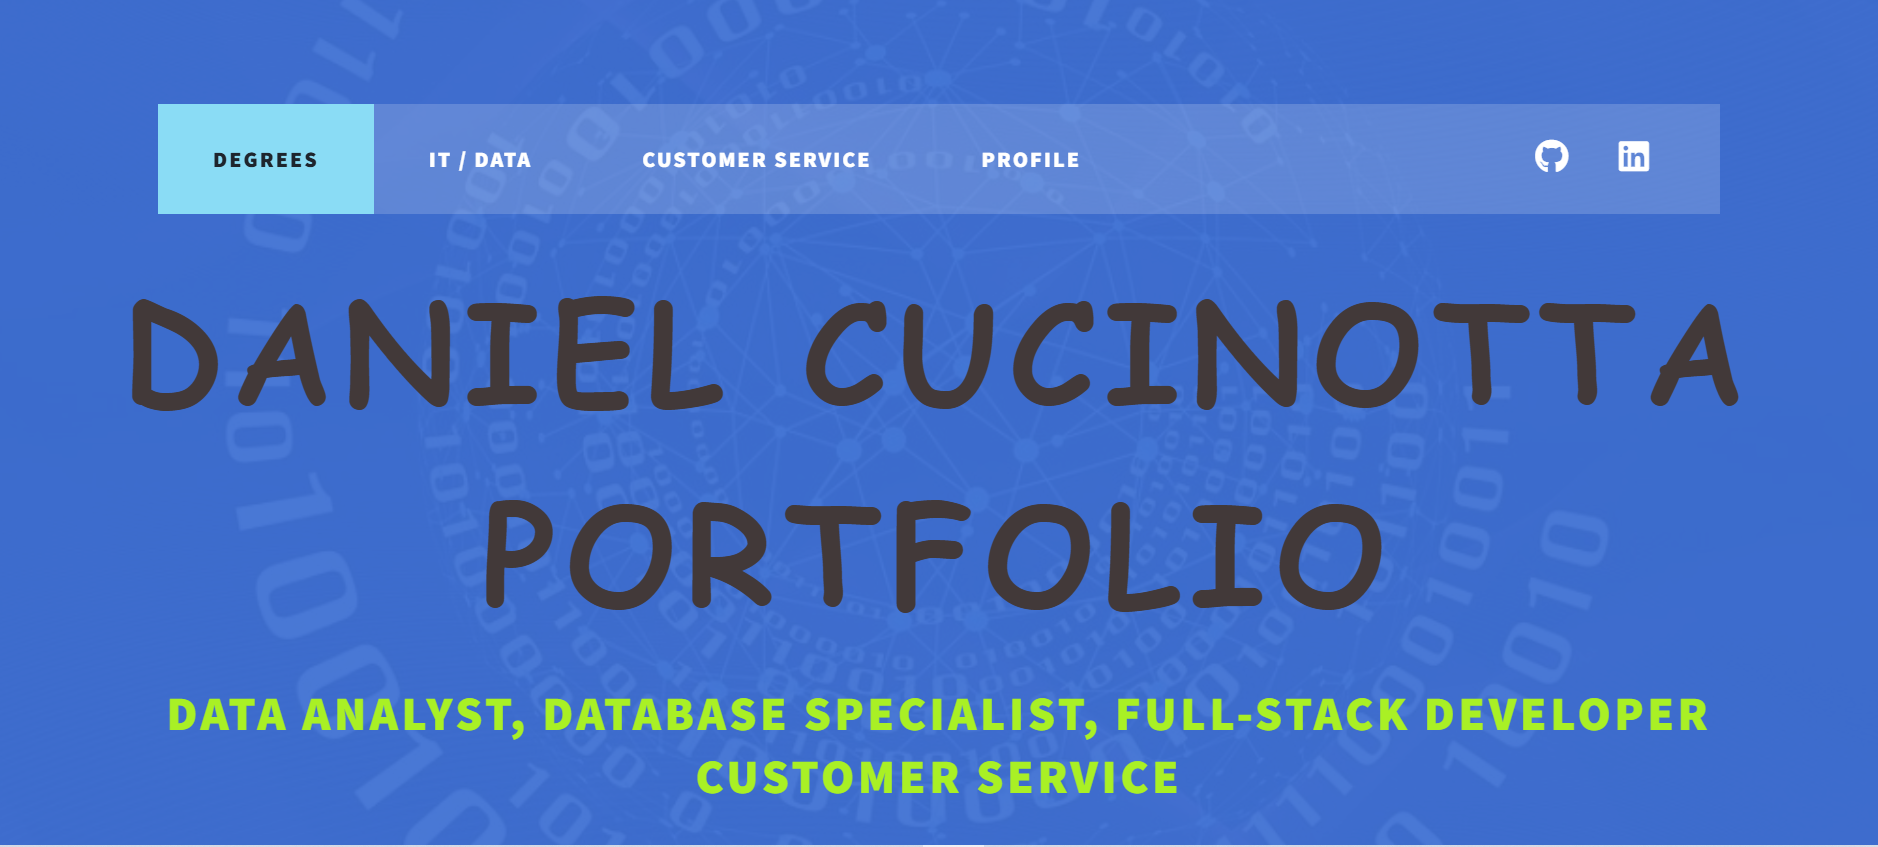 DEGREES IT / DATA CUSTOMER SERVICE PROFILE in
DANIEL CUCINOTTA
PORTFOLIO
DATA ANALYST, DATABASE SPECIALIST, FULL-STACK DEVELOPER
CUSTOMER SERVICE